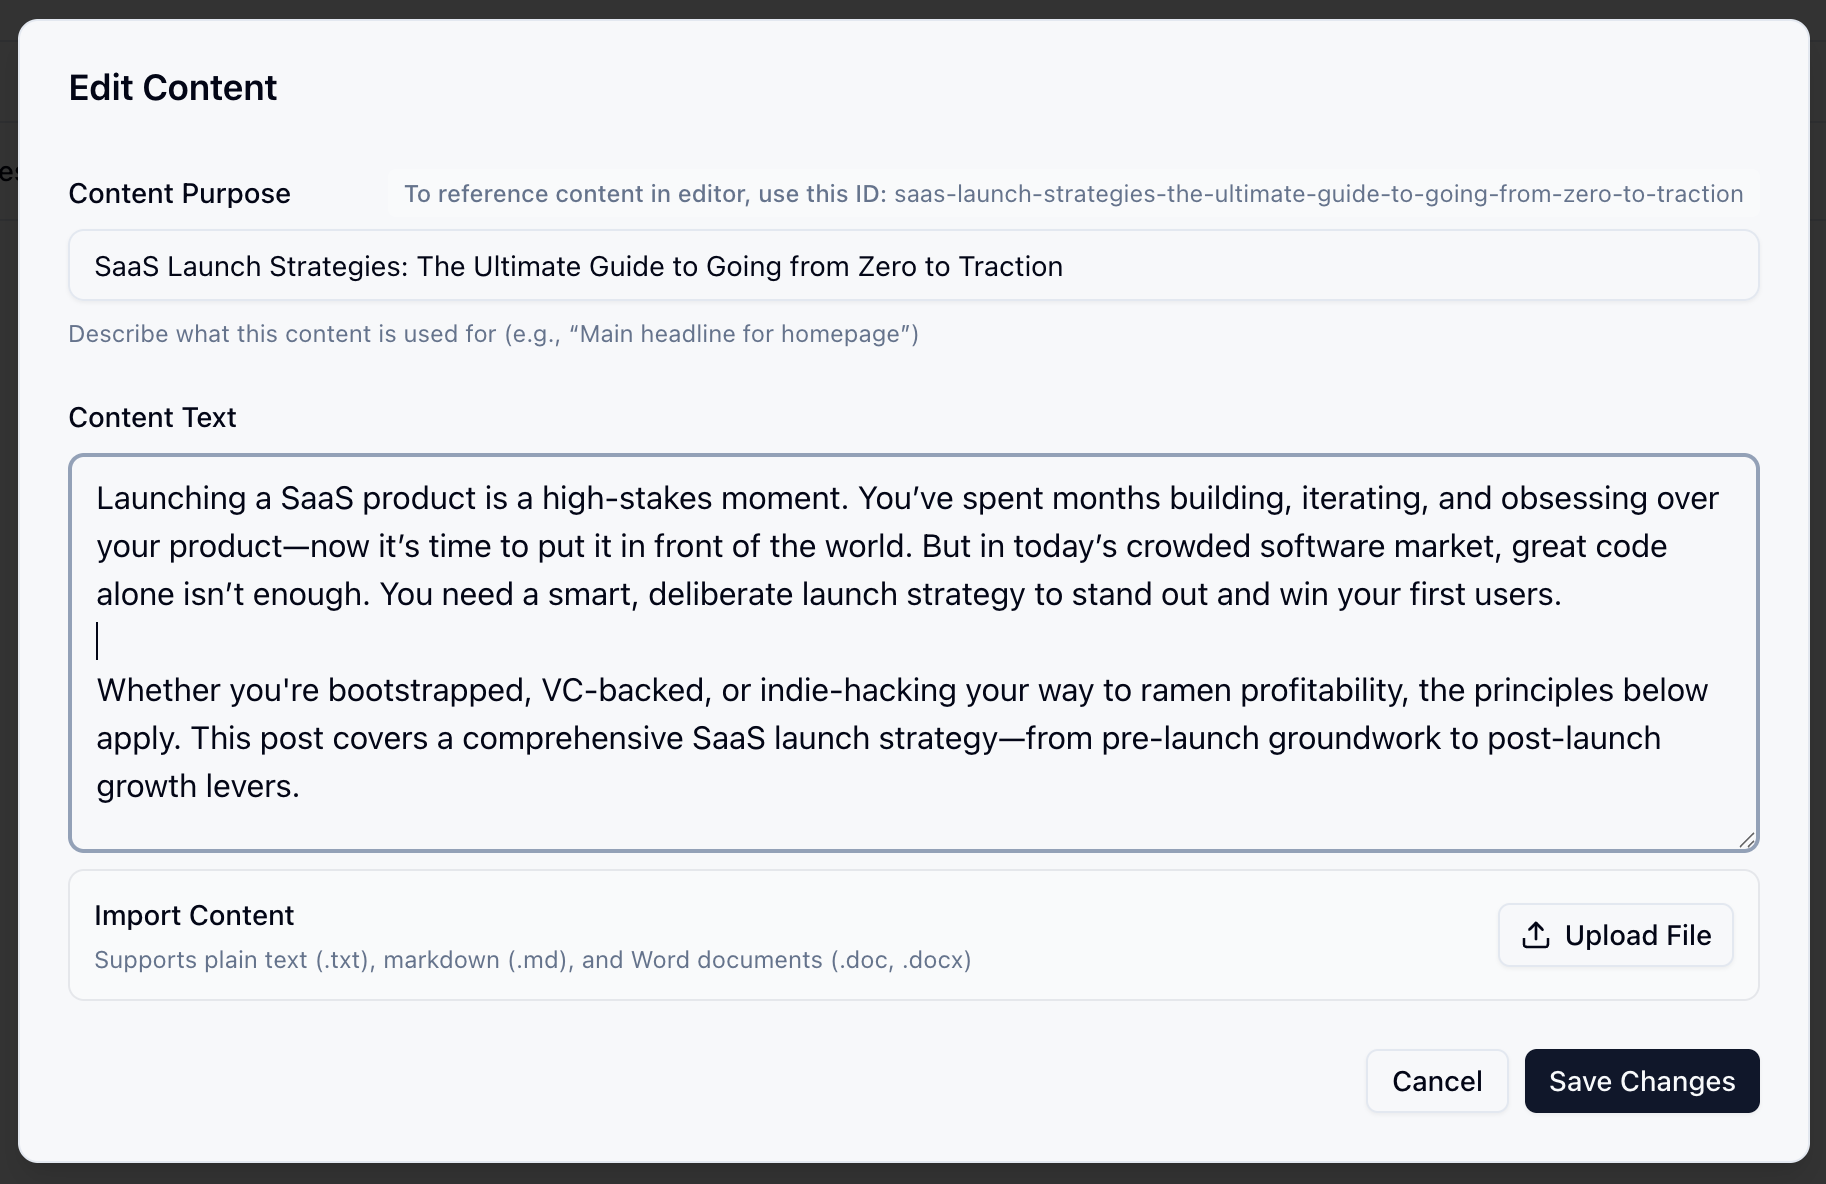 Edit Content
Content Purpose
To reference content in editor, use this ID: saas-launch-strategies-the-ultimate-guide-to-going-from-zero-to-traction
SaaS Launch Strategies: The Ultimate Guide to Going from Zero to Traction
Describe what this content is used for (e.g., “Main headline for homepage”)
Content Text
Launching a SaaS product is a high-stakes moment. You’ve spent months building, iterating, and obsessing over
your product—now it’s time to put it in front of the world. But in today’s crowded software market, great code
alone isn’t enough. You need a smart, deliberate launch strategy to stand out and win your first users.
Whether you're bootstrapped, VC-backed, or indie-hacking your way to ramen profitability, the principles below
apply. This post covers a comprehensive SaaS launch strategy—from pre-launch groundwork to post-launch
growth levers.
Import Content
Supports plain text (.txt), markdown (.md), and Word documents (.doc, .docx)
Upload File
Cancel
Save Changes